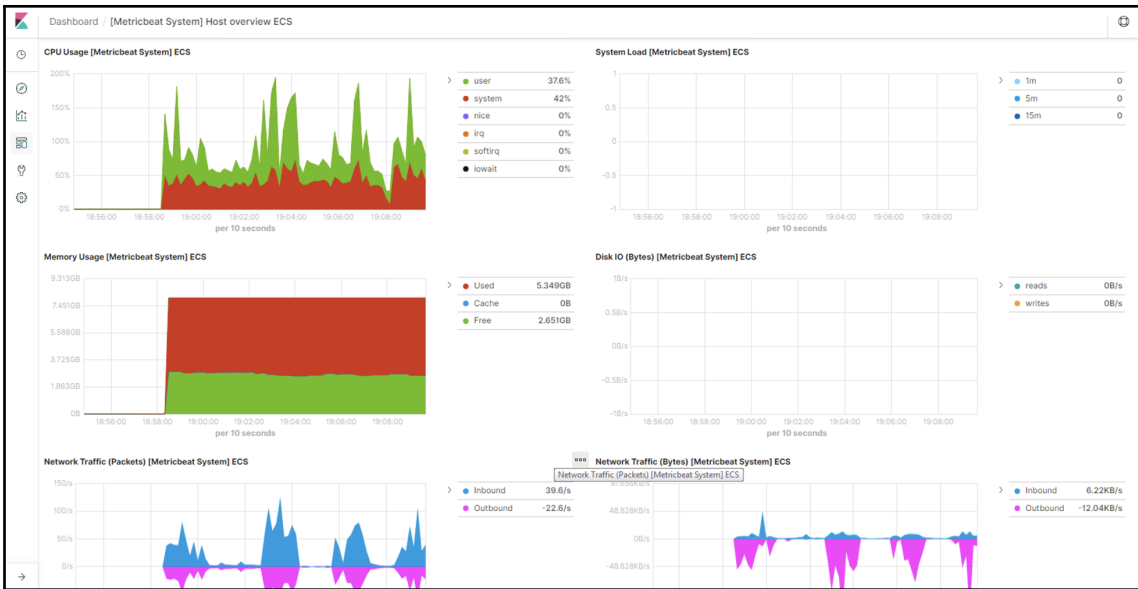 Dashboard / [Metricbeat System] Host overview ECS
CPU Usage [Metricbeat System] ECS
200%
150%
100%
50%
0%
18:56:00 18:58:00 19:00:00 19:02:00 19:04:00 19:06:00 19:08:00
per 10 seconds
user 37.6%
system 42%
nice 0%
irq 0%
softirq 0%
iowait 0%
System Load [Metricbeat System] ECS
1
0.5
0
-0.5
-1
18:56:00 18:58:00 19:00:00 19:02:00 19:04:00 19:06:00 19:08:00
per 10 seconds
1m 0
5m 0
15m 0
Memory Usage [Metricbeat System] ECS
9.313GB
7.451GB
5.588GB
3.725GB
1.863GB
0B
18:56:00 18:58:00 19:00:00 19:02:00 19:04:00 19:06:00 19:08:00
per 10 seconds
Used 5.349GB
Cache 0B
Free 2.651GB
Disk IO (Bytes) [Metricbeat System] ECS
1B/s
0.5B/s
0B/s
-0.5B/s
-1B/s
18:56:00 18:58:00 19:00:00 19:02:00 19:04:00 19:06:00 19:08:00
per 10 seconds
reads 0B/s
writes 0B/s
Network Traffic (Packets) [Metricbeat System] ECS
150/s
100/s
50/s
0/s
Inbound 39.6/s
Outbound -22.6/s
Network Traffic (Packets) [Metricbeat System] ECS
Network Traffic (Bytes) [Metricbeat System] ECS
48.828KB/s
0B/s
-48.828KB/s
Inbound 6.22KB/s
Outbound -12.04KB/s